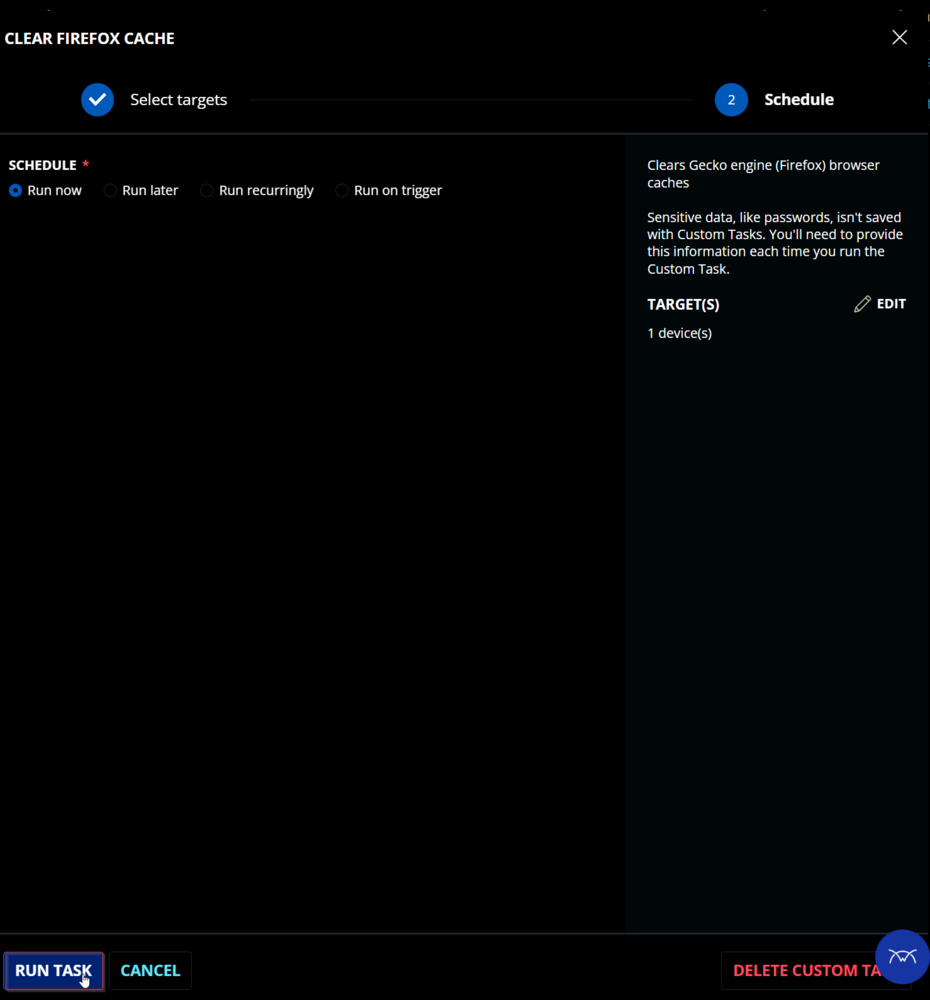 CLEAR FIREFOX CACHE
Select targets
2
Schedule
SCHEDULE *
Run now
Run later
Run recurringly
Run on trigger
Clears Gecko engine (Firefox) browser
caches
Sensitive data, like passwords, isn't saved
with Custom Tasks. You'll need to provide
this information each time you run the
Custom Task.
TARGET(S)
EDIT
1 device(s)
RUN TASK
CANCEL
DELETE CUSTOM TA